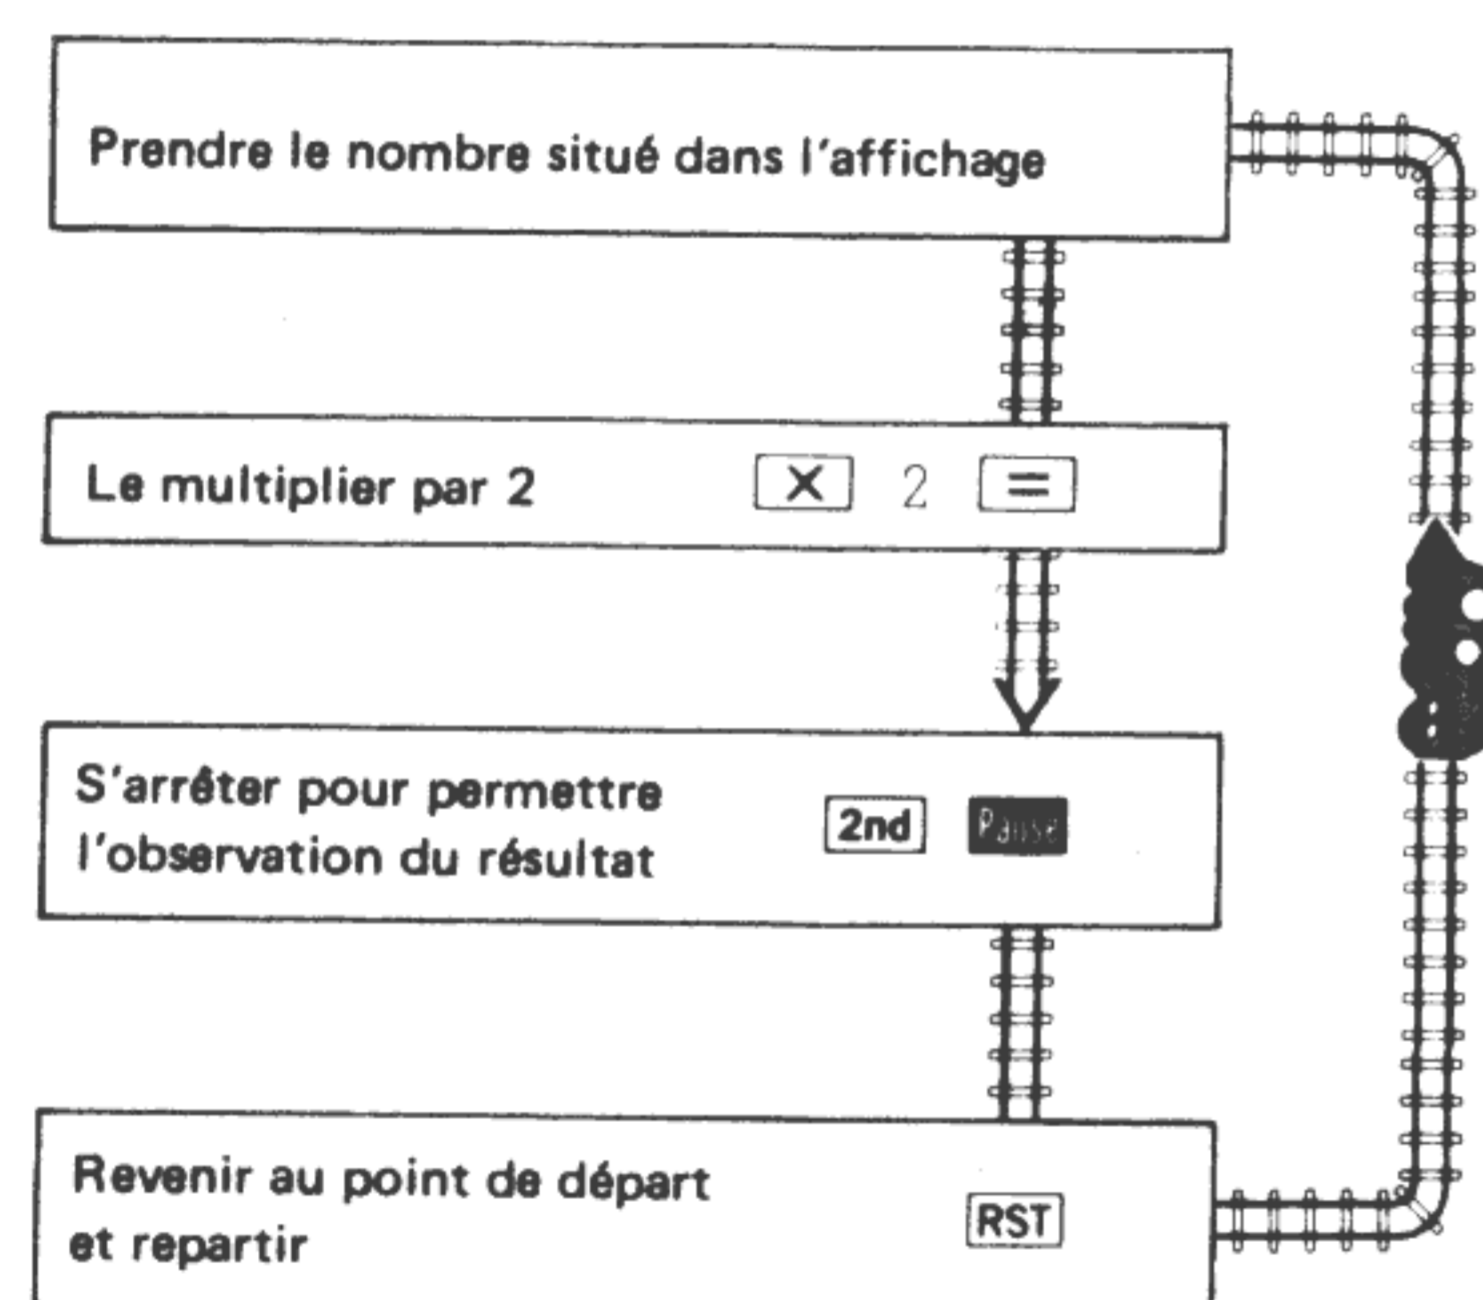 Prendre le nombre situé dans l'affichage
Le multiplier par 2 × 2 =
S'arrêter pour permettre
l'observation du résultat 2nd Pause
Revenir au point de départ
et repartir RST